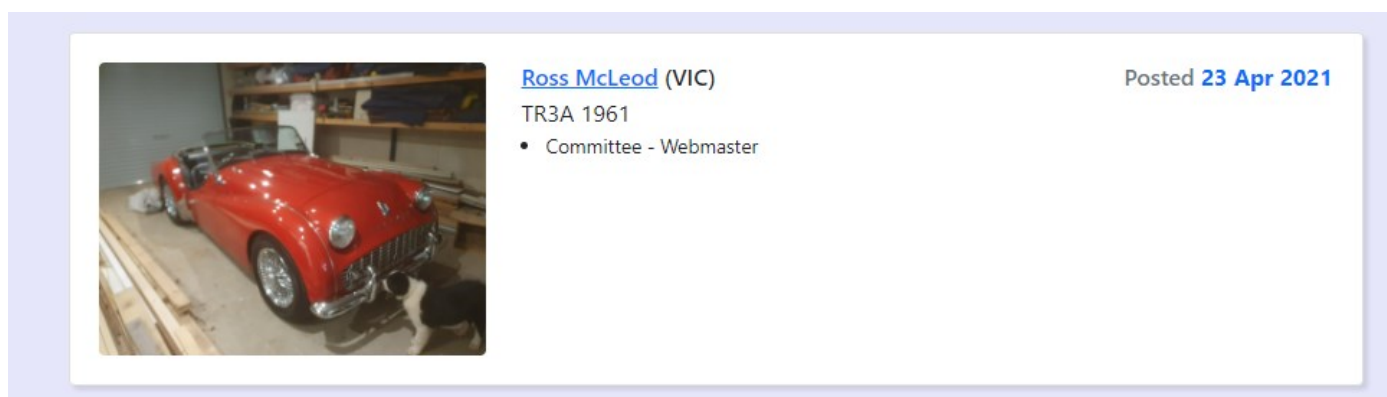 Ross McLeod (VIC)
Posted 23 Apr 2021
TR3A 1961
• Committee - Webmaster